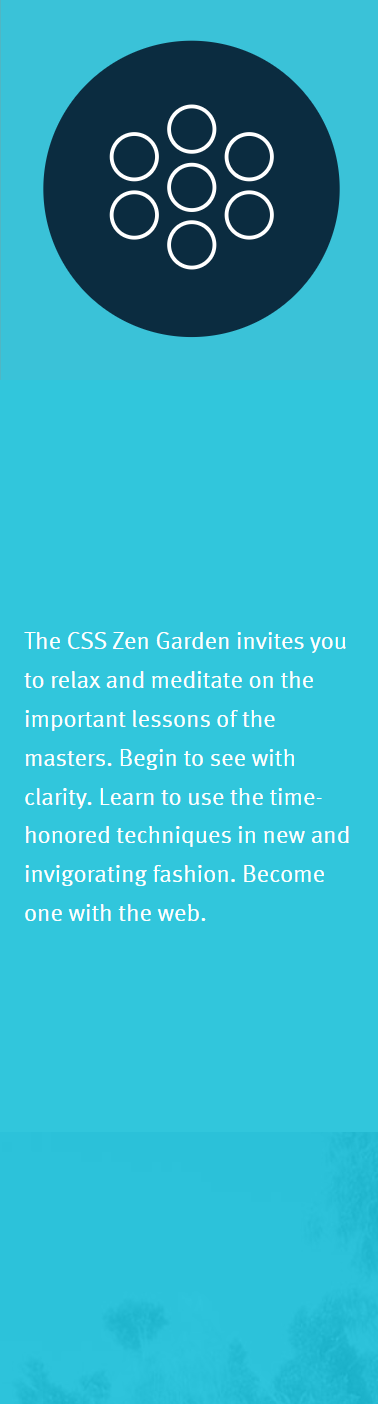 The CSS Zen Garden invites you
to relax and meditate on the
important lessons of the
masters. Begin to see with
clarity. Learn to use the time-
honored techniques in new and
invigorating fashion. Become
one with the web.